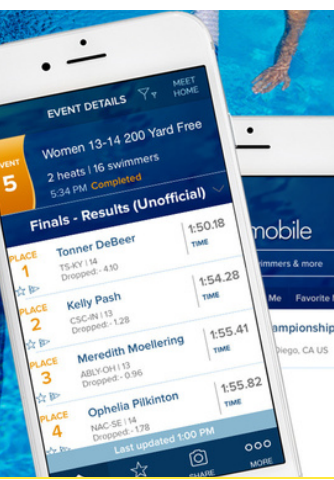 EVENT DETAILS
MEET HOME
EVENT
5
Women 13-14 200 Yard Free
2 heats | 16 swimmers
5:34 PM Completed
Finals - Results (Unofficial)
PLACE
1
Tonner DeBeer
TS-KY | 14
Dropped:- 4.10
1:50.18
TIME
PLACE
2
Kelly Pash
CSC-IN | 13
Dropped:- 1.28
1:54.28
TIME
PLACE
3
Meredith Moellering
ABLY-OH | 13
Dropped:- 0.96
1:55.41
TIME
PLACE
4
Ophelia Pilkinton
NAC-SE | 14
Dropped:- 1.78
1:55.82
TIME
Last updated 1:00 PM
SHARE
MORE
mobile
immers & more
Me Favorite
ampionship
Diego, CA US